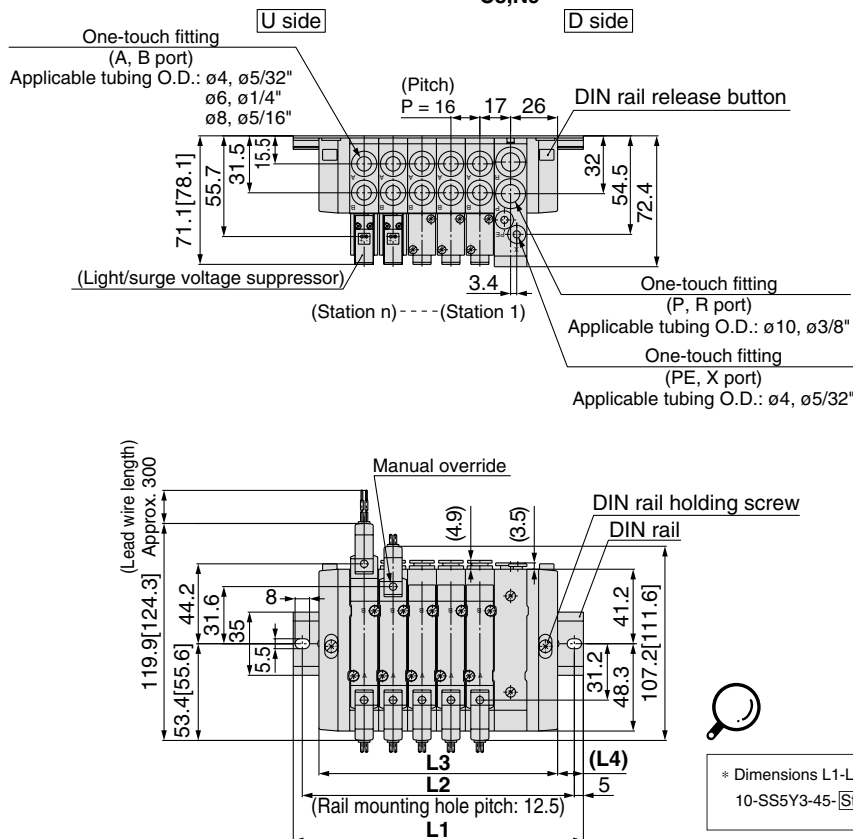 U side
D side
One-touch fitting
(A, B port)
Applicable tubing O.D.: ø4, ø5/32"
ø6, ø1/4"
ø8, ø5/16"
(Pitch)
P = 16
17
26
DIN rail release button
71.1[78.1]
55.7
31.5
15.5
32
54.5
72.4
A
A
A
A
A
R
B
B
B
B
B
P
PE
X
(Light/surge voltage suppressor)
3.4
(Station n) - - - - (Station 1)
One-touch fitting
(P, R port)
Applicable tubing O.D.: ø10, ø3/8"
One-touch fitting
(PE, X port)
Applicable tubing O.D.: ø4, ø5/32"
(Lead wire length)
Approx. 300
Manual override
(4.9)
(3.5)
DIN rail holding screw
DIN rail
119.9[124.3]
53.4[55.6]
44.2
31.6
8
35
5.5
B
B
B
B
B
A
A
A
A
A
31.2
41.2
48.3
107.2[111.6]
L3
(L4)
L2
5
(Rail mounting hole pitch: 12.5)
L1
* Dimensions L1-L
10-SS5Y3-45-